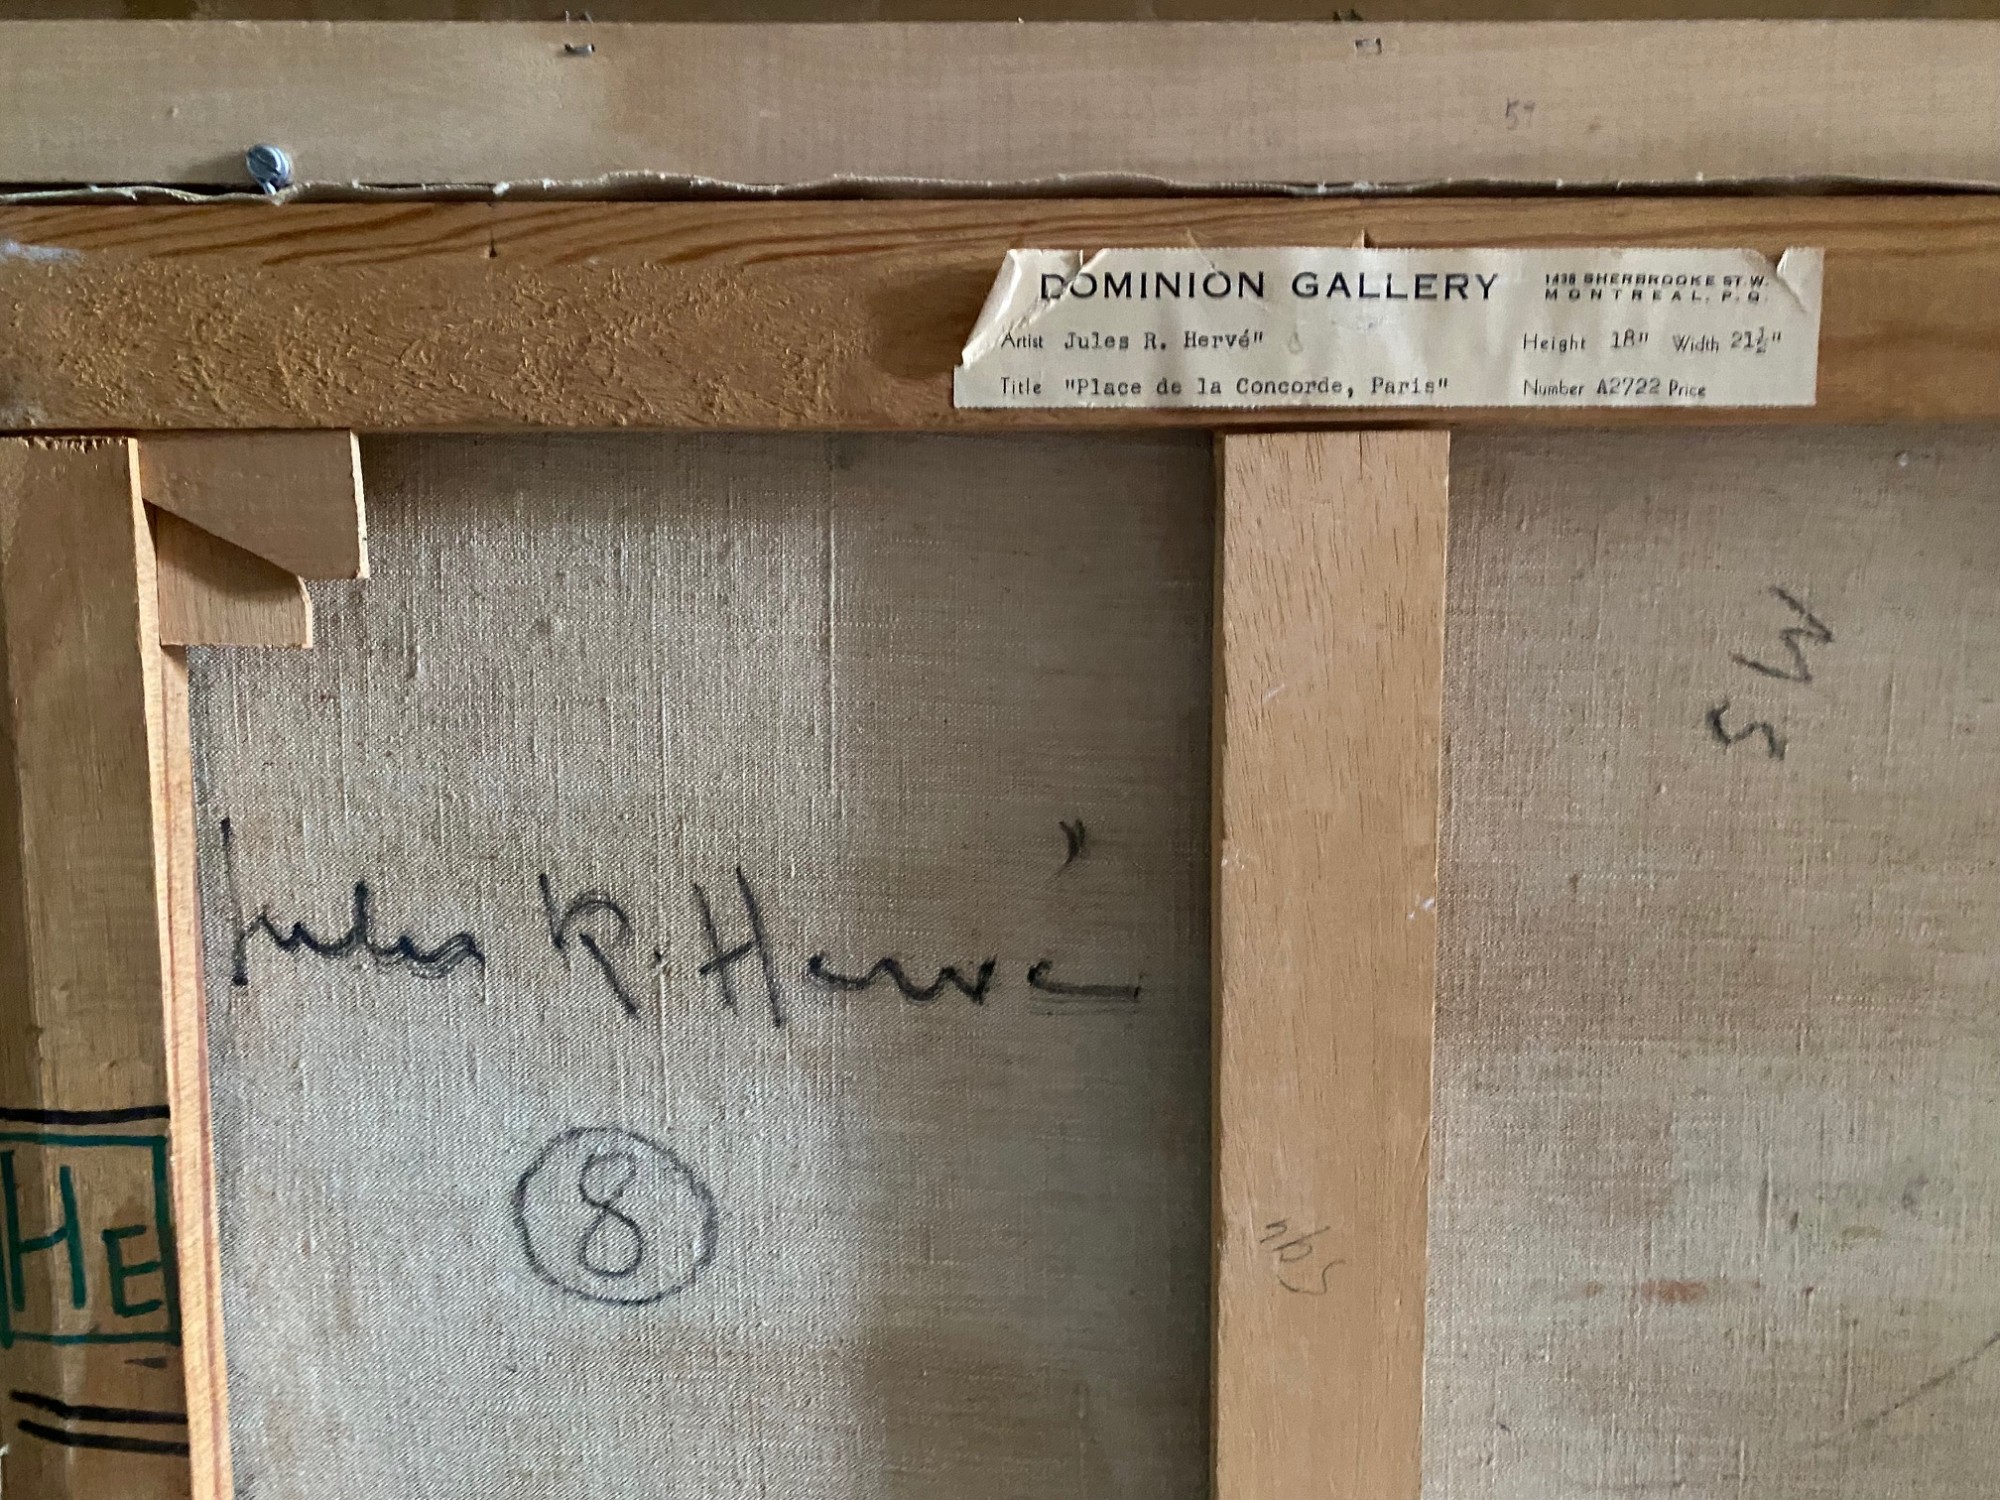 59
DOMINION GALLERY
1438 SHERBROOKE ST. W.
MONTREAL, P.Q.
Artist Jules R. Hervé" Height 18" Width 21½"
Title "Place de la Concorde, Paris" Number A2722 Price
Jules R. Hervé
8
HE